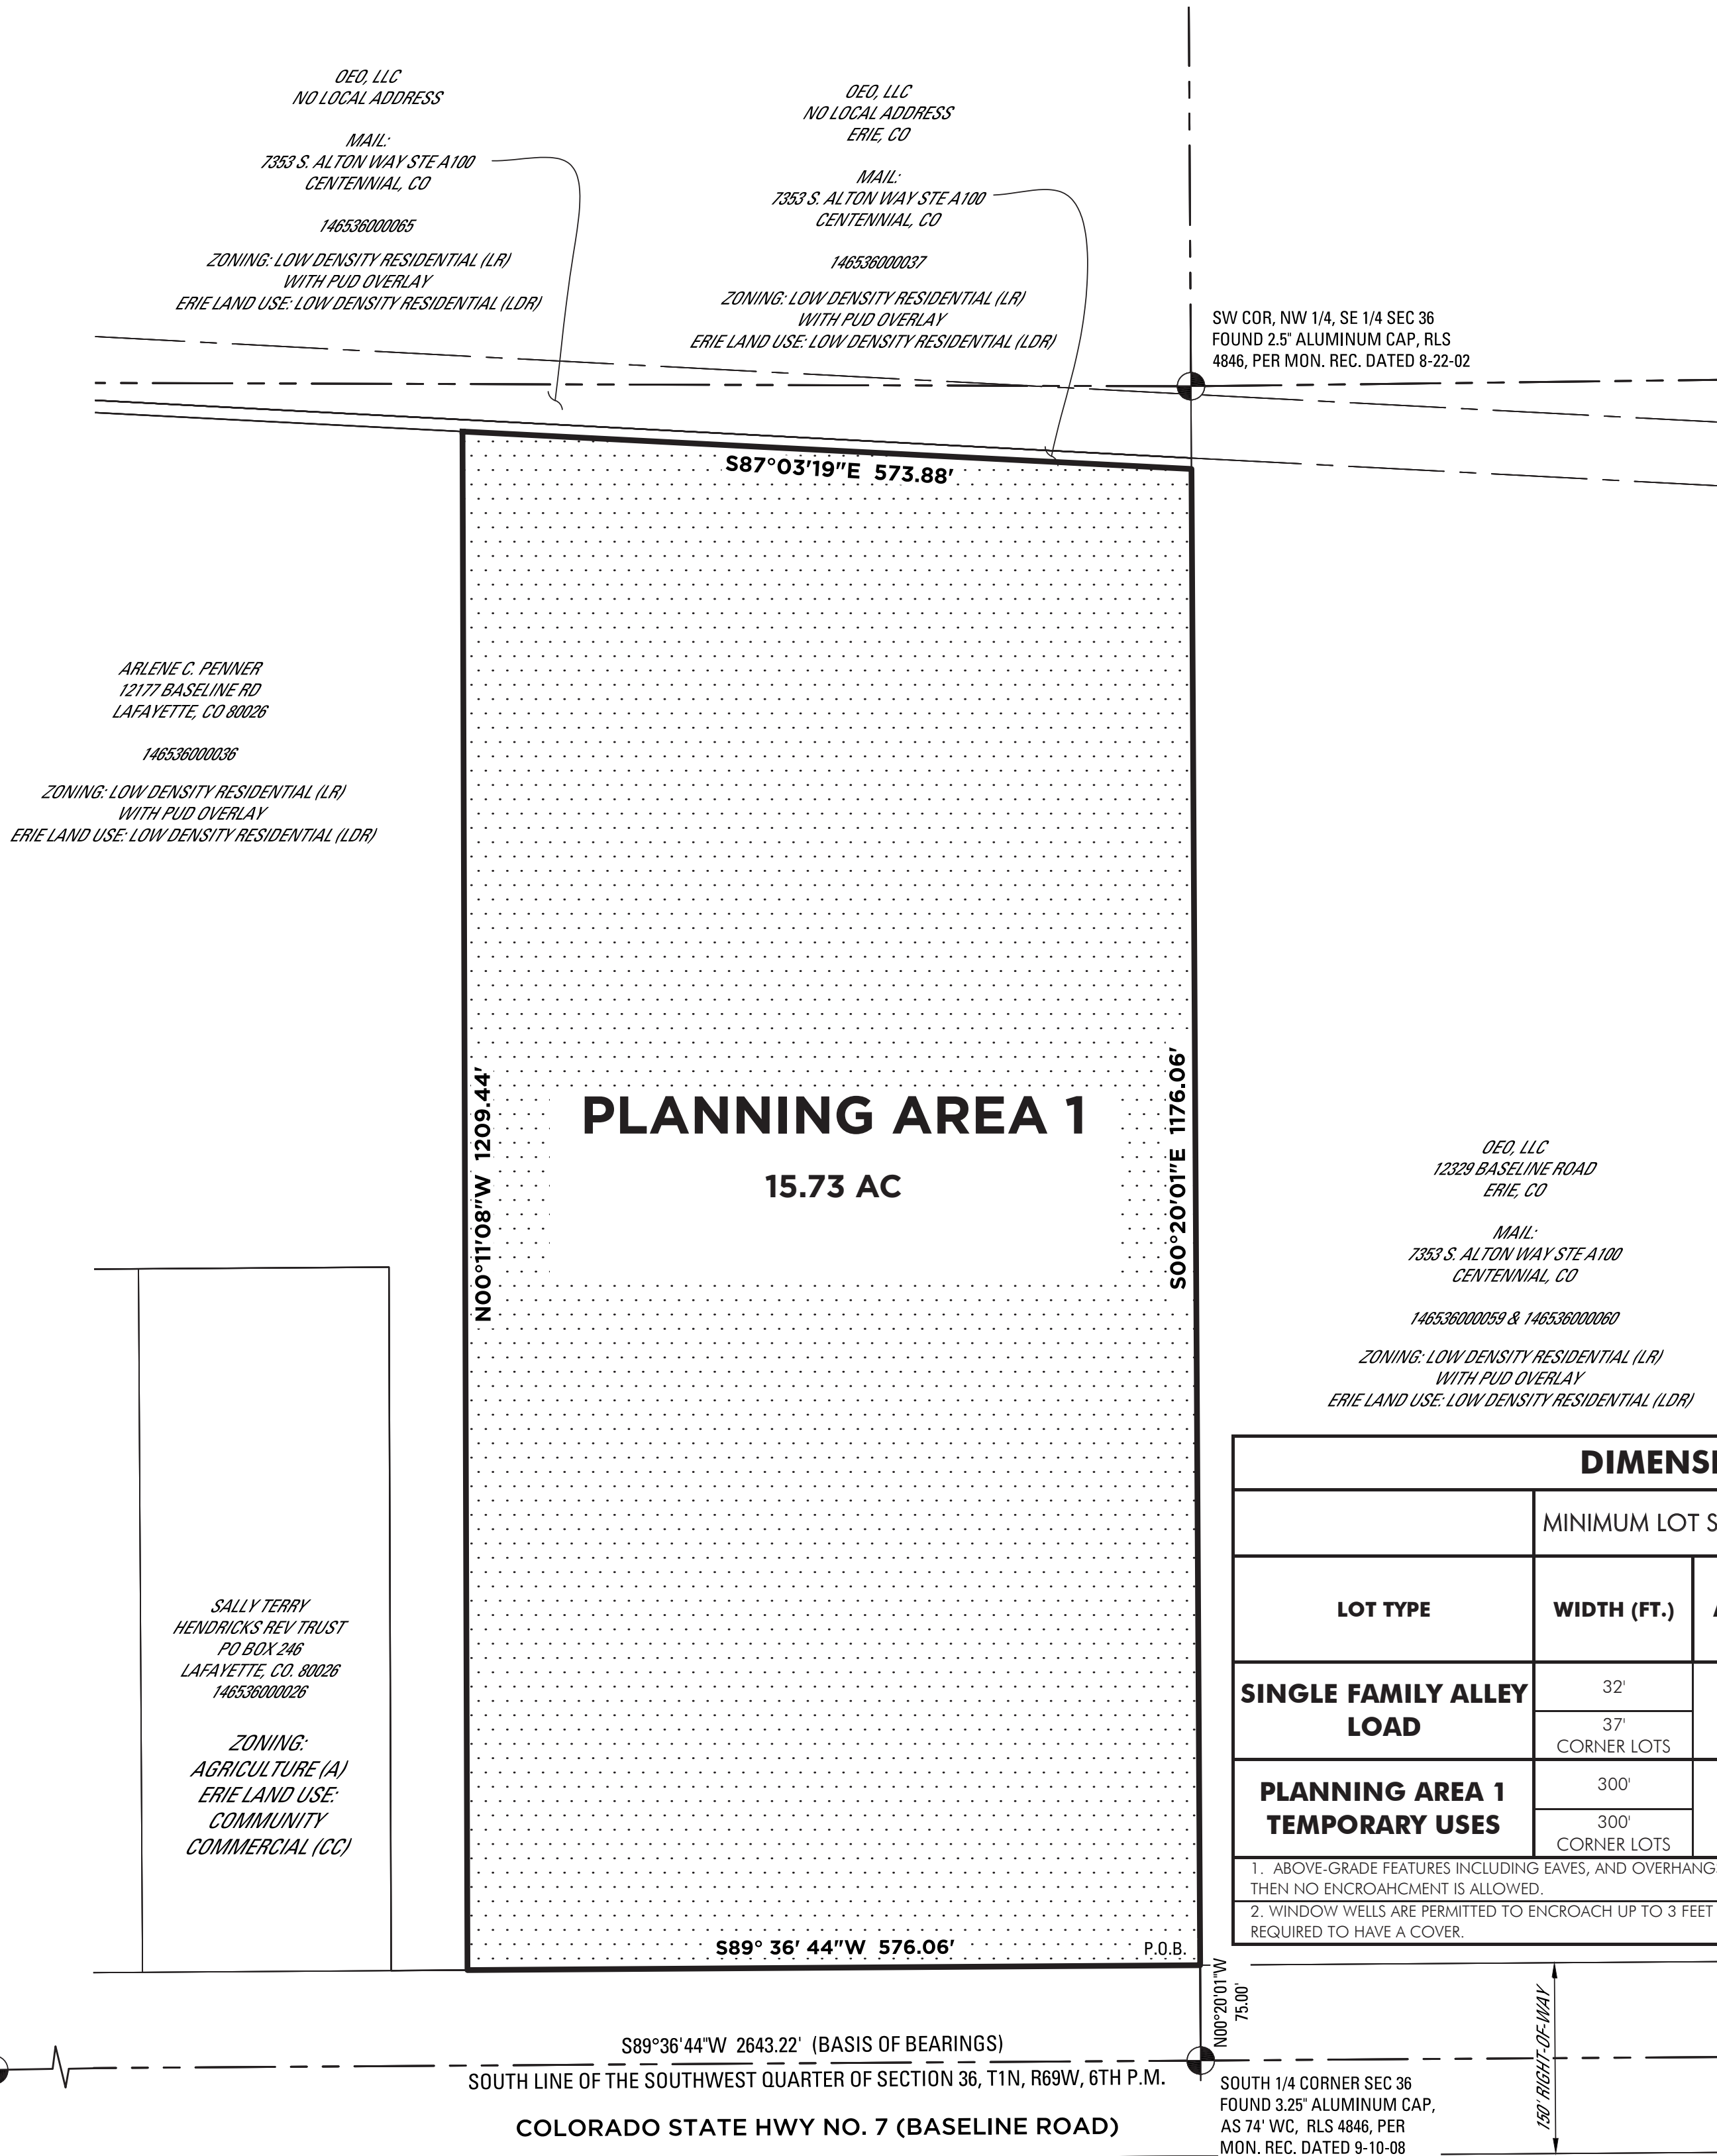 OEO, LLC
NO LOCAL ADDRESS
MAIL:
7353 S. ALTON WAY STE A100
CENTENNIAL, CO
146536000065
ZONING: LOW DENSITY RESIDENTIAL (LR)
WITH PUD OVERLAY
ERIE LAND USE: LOW DENSITY RESIDENTIAL (LDR)
OEO, LLC
NO LOCAL ADDRESS
ERIE, CO
MAIL:
7353 S. ALTON WAY STE A100
CENTENNIAL, CO
146536000037
ZONING: LOW DENSITY RESIDENTIAL (LR)
WITH PUD OVERLAY
ERIE LAND USE: LOW DENSITY RESIDENTIAL (LDR)
SW COR, NW 1/4, SE 1/4 SEC 36
FOUND 2.5" ALUMINUM CAP, RLS
4846, PER MON. REC. DATED 8-22-02
S87°03'19"E 573.88'
ARLENE C. PENNER
12177 BASELINE RD
LAFAYETTE, CO 80026
146536000036
ZONING: LOW DENSITY RESIDENTIAL (LR)
WITH PUD OVERLAY
ERIE LAND USE: LOW DENSITY RESIDENTIAL (LDR)
N00°11'08"W 1209.44'
PLANNING AREA 1
15.73 AC
S00°20'01"E 1176.06'
OEO, LLC
12329 BASELINE ROAD
ERIE, CO
MAIL:
7353 S. ALTON WAY STE A100
CENTENNIAL, CO
146536000059 & 146536000060
ZONING: LOW DENSITY RESIDENTIAL (LR)
WITH PUD OVERLAY
ERIE LAND USE: LOW DENSITY RESIDENTIAL (LDR)
SALLY TERRY
HENDRICKS REV TRUST
PO BOX 246
LAFAYETTE, CO. 80026
146536000026
ZONING:
AGRICULTURE (A)
ERIE LAND USE:
COMMUNITY
COMMERCIAL (CC)
DIMENSI
MINIMUM LOT S
LOT TYPE
WIDTH (FT.)
SINGLE FAMILY ALLEY
LOAD
32'
37'
CORNER LOTS
PLANNING AREA 1
TEMPORARY USES
300'
300'
CORNER LOTS
1. ABOVE-GRADE FEATURES INCLUDING EAVES, AND OVERHANG
THEN NO ENCROAHCMENT IS ALLOWED.
2. WINDOW WELLS ARE PERMITTED TO ENCROACH UP TO 3 FEET
REQUIRED TO HAVE A COVER.
S89° 36' 44"W 576.06'
P.O.B.
N00°20'01"W
75.00'
150' RIGHT-OF-WAY
S89°36'44"W 2643.22' (BASIS OF BEARINGS)
SOUTH LINE OF THE SOUTHWEST QUARTER OF SECTION 36, T1N, R69W, 6TH P.M.
COLORADO STATE HWY NO. 7 (BASELINE ROAD)
SOUTH 1/4 CORNER SEC 36
FOUND 3.25" ALUMINUM CAP,
AS 74' WC, RLS 4846, PER
MON. REC. DATED 9-10-08